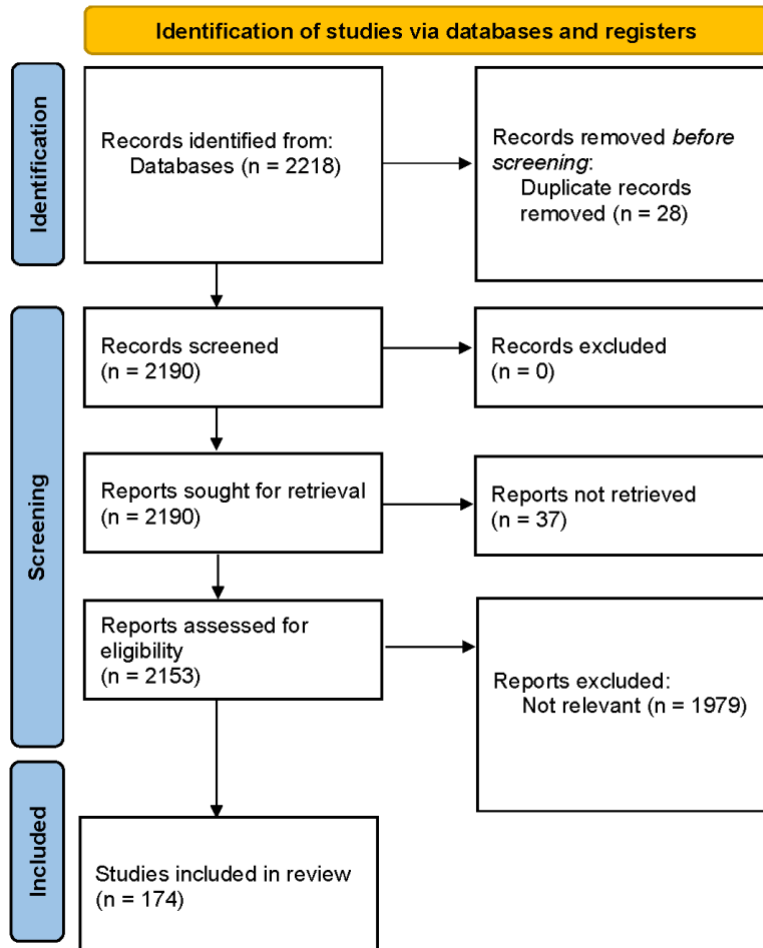 Identification of studies via databases and registers
Identification
Records identified from:
Databases (n = 2218)
Records removed before
screening:
Duplicate records
removed (n = 28)
Screening
Records screened
(n = 2190)
Records excluded
(n = 0)
Reports sought for retrieval
(n = 2190)
Reports not retrieved
(n = 37)
Reports assessed for
eligibility
(n = 2153)
Reports excluded:
Not relevant (n = 1979)
Included
Studies included in review
(n = 174)